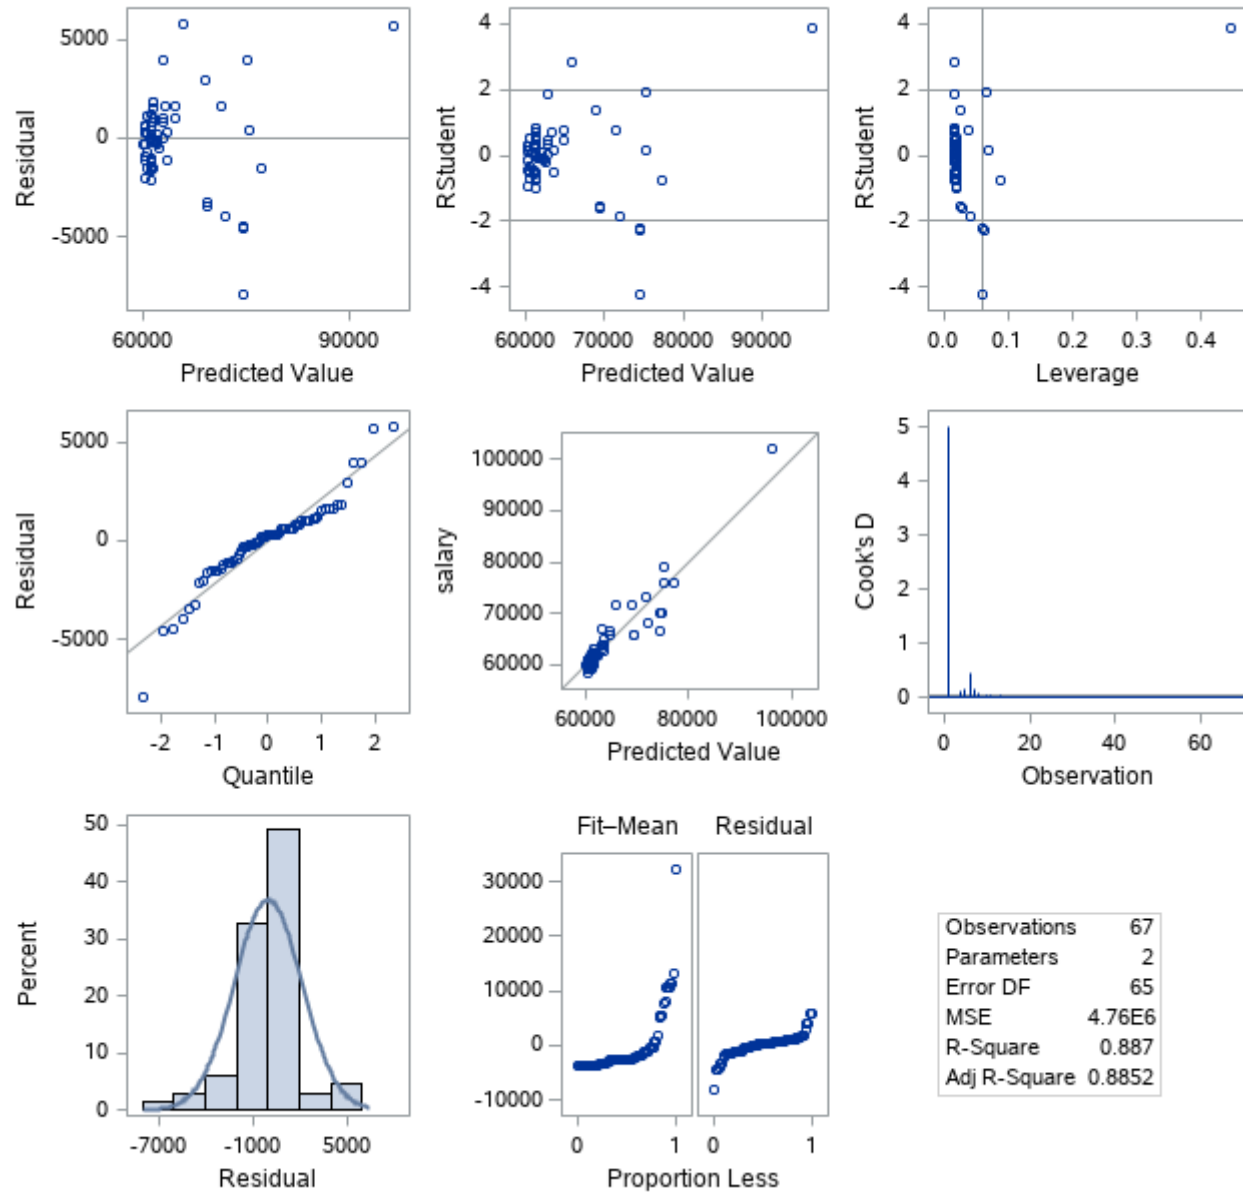 5000
0
-5000
Residual
60000 90000
Predicted Value
4
2
0
-2
-4
RStudent
60000 70000 80000 90000
Predicted Value
4
2
0
-2
-4
RStudent
0.0 0.1 0.2 0.3 0.4
Leverage
5000
0
-5000
Residual
-2 -1 0 1 2
Quantile
100000
90000
80000
70000
60000
salary
60000 80000 100000
Predicted Value
5
4
3
2
1
0
Cook's D
0 20 40 60
Observation
50
40
30
20
10
0
Percent
-7000 -1000 5000
Residual
Fit–Mean Residual
30000
20000
10000
0
-10000
0 1 0 1
Proportion Less
Observations 67
Parameters 2
Error DF 65
MSE 4.76E6
R-Square 0.887
Adj R-Square 0.8852